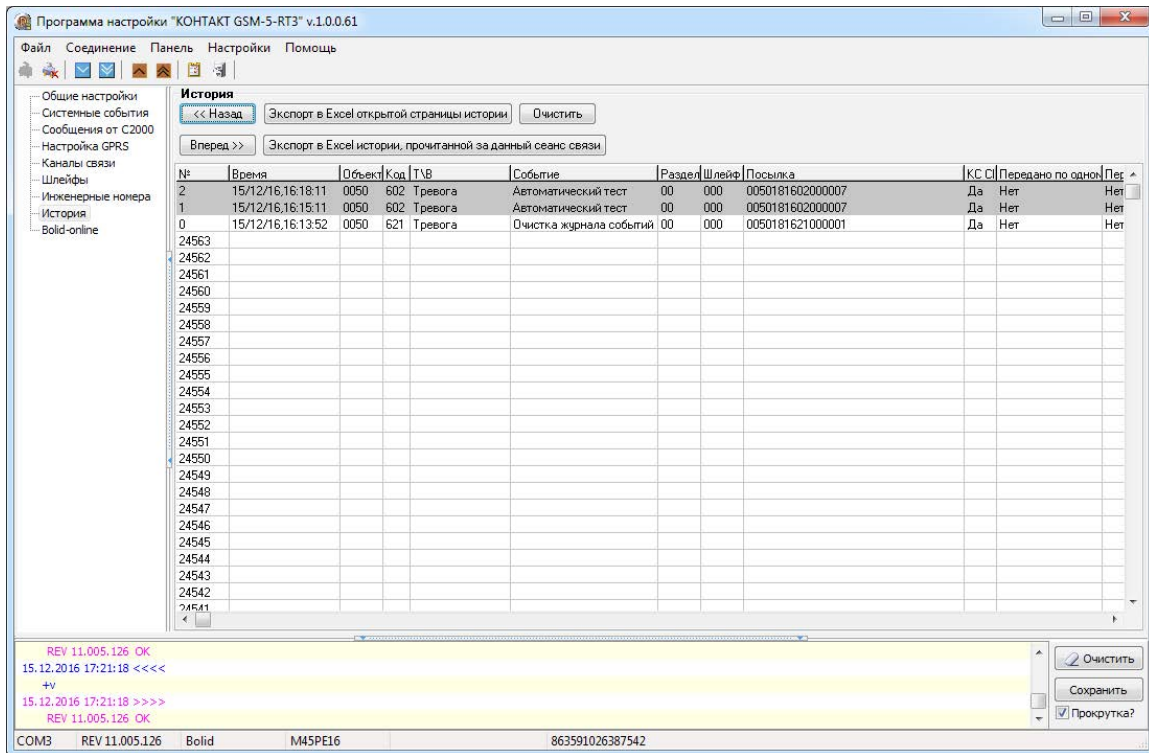 Программа настройки "КОНТАКТ GSM-5-RT3" v.1.0.0.61
Файл Соединение Панель Настройки Помощь
Общие настройки
Системные события
Сообщения от С2000
Настройка GPRS
Каналы связи
Шлейфы
Инженерные номера
История
Bolid-online
История
<< Назад Экспорт в Excel открытой страницы истории Очистить
Вперед >> Экспорт в Excel истории, прочитанной за данный сеанс связи
№ Время Объект Код Т\В Событие Раздел Шлейф Посылка КС Передано по
2 15/12/16,16:18:11 0050 602 Тревога Автоматический тест 00 000 0050181602000007 Да Нет Нет
1 15/12/16,16:15:11 0050 602 Тревога Автоматический тест 00 000 0050181602000007 Да Нет Нет
0 15/12/16,16:13:52 0050 621 Тревога Очистка журнала событий 00 000 0050181621000001 Да Нет Нет
24563
24562
24561
24560
24559
24558
24557
24556
24555
24554
24553
24552
24551
24550
24549
24548
24547
24546
24545
24544
24543
24542
24541
REV 11.005.126 OK
15.12.2016 17:21:18 <<<<
+v
15.12.2016 17:21:18 >>>>
REV 11.005.126 OK
Очистить
Сохранить
Прокрутка?
COM3 REV 11.005.126 Bolid M45PE16 863591026387542